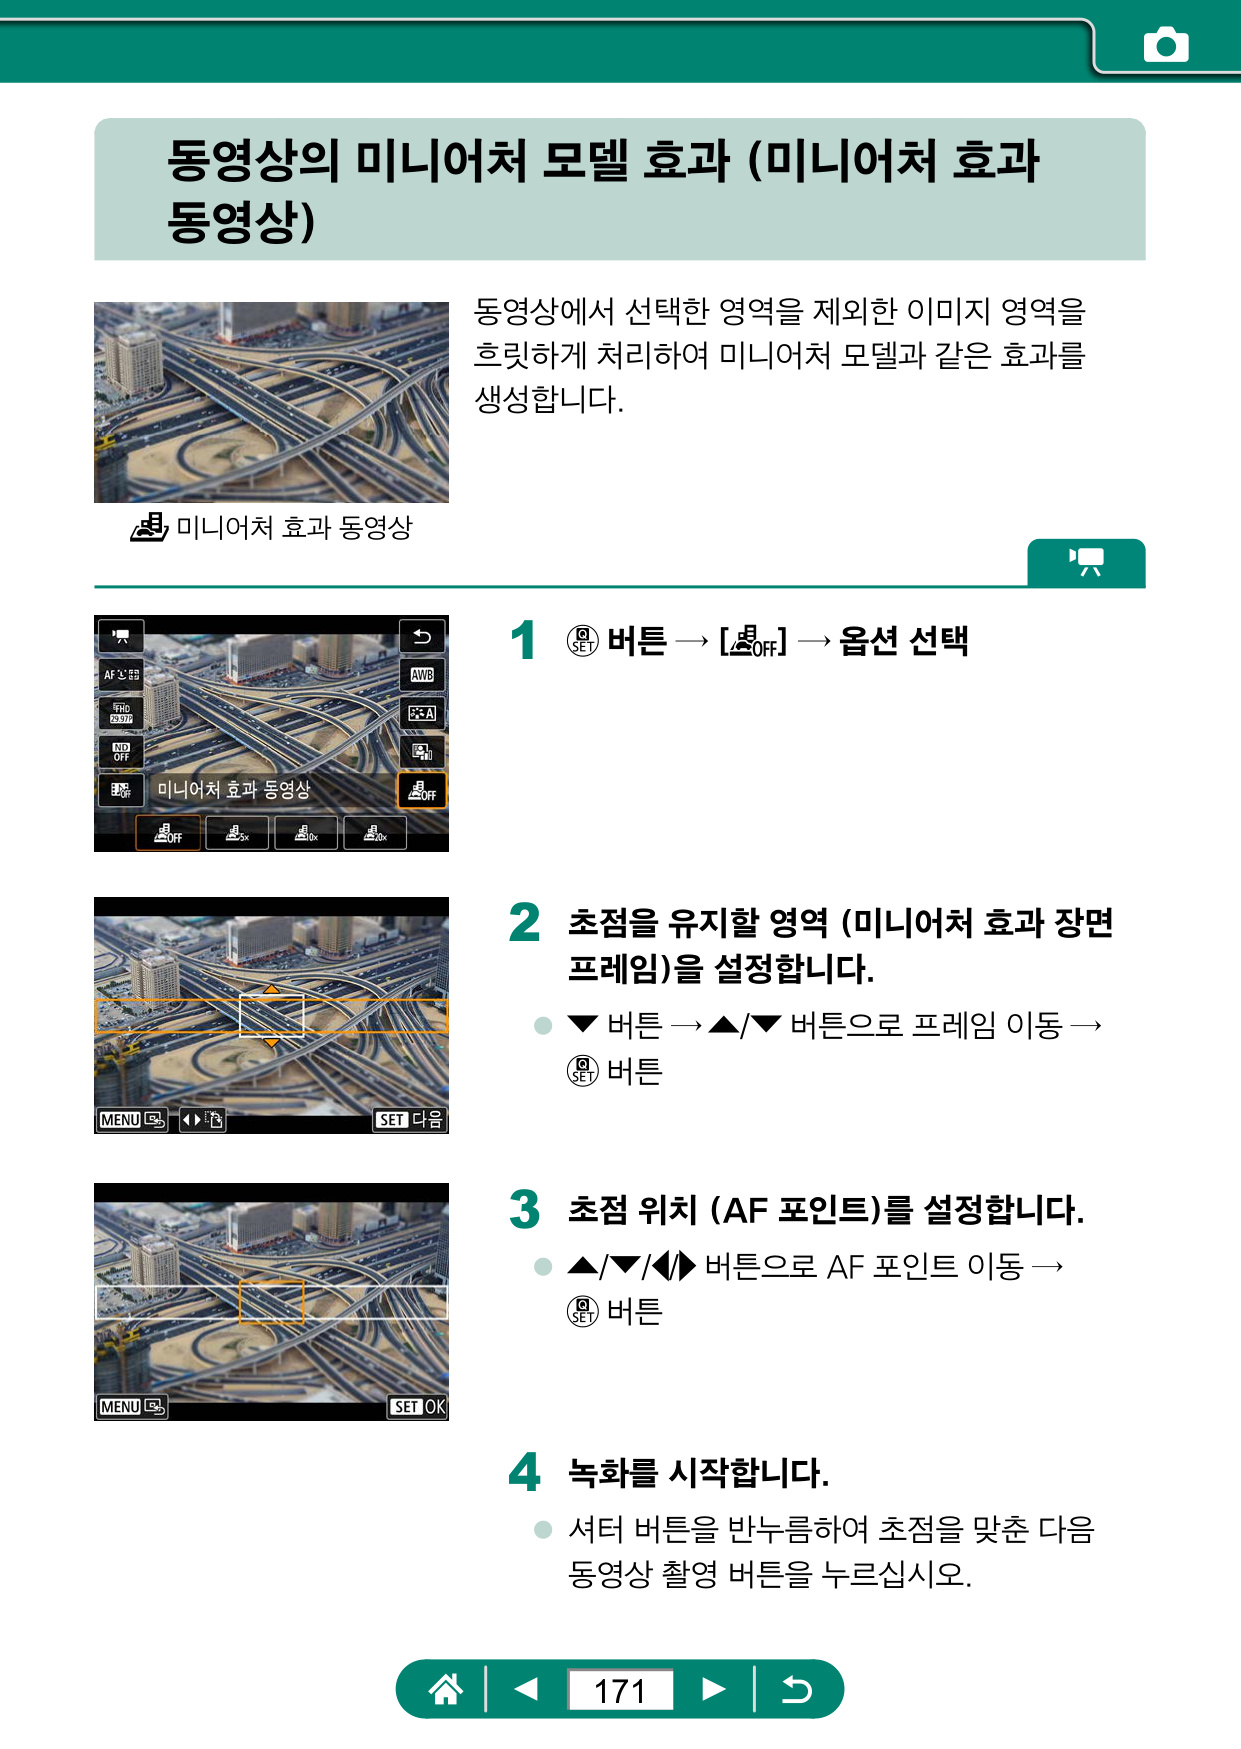 동영상의 미니어처 모델 효과 (미니어처 효과
동영상)
동영상에서 선택한 영역을 제외한 이미지 영역을
흐릿하게 처리하여 미니어처 모델과 같은 효과를
생성합니다.
미니어처 효과 동영상
1 버튼 → [OFF] → 옵션 선택
AF
AWB
FHD
29.97P
A
ND
OFF
OFF
미니어처 효과 동영상
OFF
OFF
5x
10x
20x
2 초점을 유지할 영역 (미니어처 효과 장면
프레임)을 설정합니다.
● ▼ 버튼 → ▲/▼ 버튼으로 프레임 이동 →
버튼
MENU
SET 다음
3 초점 위치 (AF 포인트)를 설정합니다.
● ▲/▼/◀/▶ 버튼으로 AF 포인트 이동 →
버튼
MENU
SET OK
4 녹화를 시작합니다.
● 셔터 버튼을 반누름하여 초점을 맞춘 다음
동영상 촬영 버튼을 누르십시오.
171